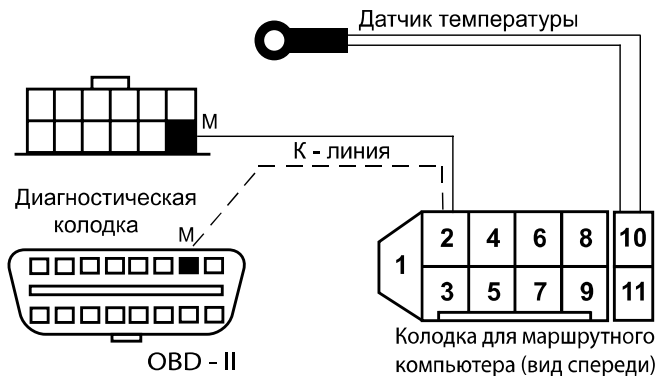 Датчик температуры
М
К - линия
Диагностическая
колодка
М
OBD - II
1
2 4 6 8 10
3 5 7 9 11
Колодка для маршрутного
компьютера (вид спереди)